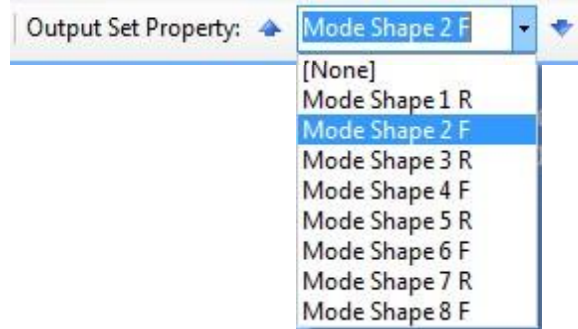 Output Set Property: Mode Shape 2 F
[None]
Mode Shape 1 R
Mode Shape 2 F
Mode Shape 3 R
Mode Shape 4 F
Mode Shape 5 R
Mode Shape 6 F
Mode Shape 7 R
Mode Shape 8 F